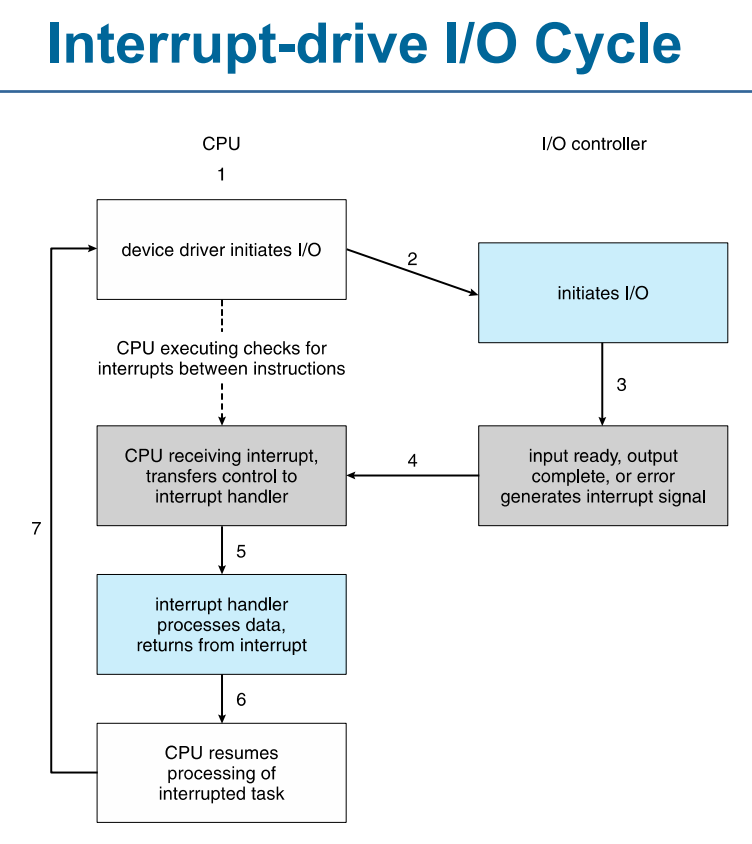 Interrupt-drive I/O Cycle
CPU
I/O controller
1
device driver initiates I/O
2
initiates I/O
CPU executing checks for
interrupts between instructions
3
CPU receiving interrupt,
transfers control to
interrupt handler
4
input ready, output
complete, or error
generates interrupt signal
7
5
interrupt handler
processes data,
returns from interrupt
6
CPU resumes
processing of
interrupted task